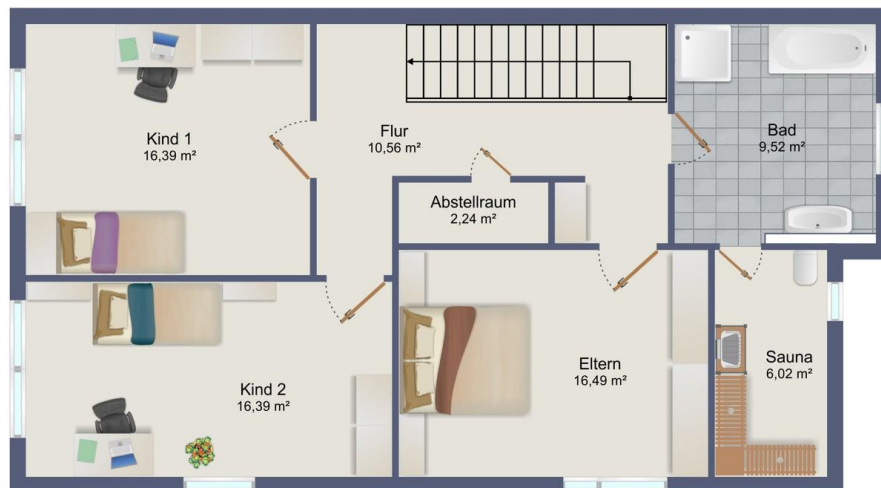 Kind 1
16,39 m²
Flur
10,56 m²
Bad
9,52 m²
Abstellraum
2,24 m²
Kind 2
16,39 m²
Eltern
16,49 m²
Sauna
6,02 m²